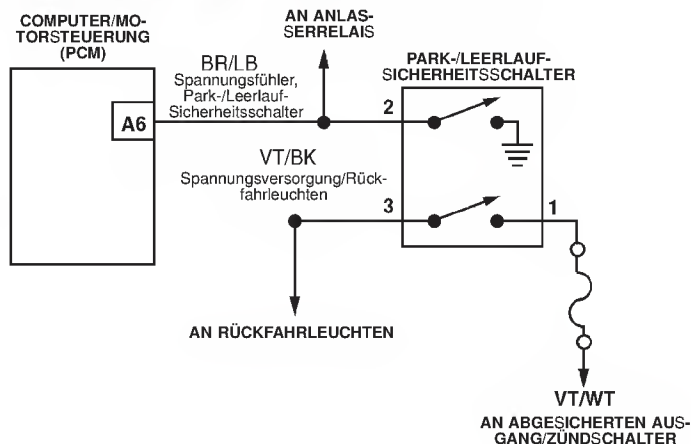 COMPUTER/MO-
TORSTEUERUNG
(PCM)
A6
BR/LB
Spannungsfühler,
Park-/Leerlauf-
Sicherheitsschalter
AN ANLAS-
SERRELAIS
PARK-/LEERLAUF-
SICHERHEITSSCHALTER
2
VT/BK
Spannungsversorgung/Rück-
fahrleuchten
3
1
AN RÜCKFAHRLEUCHTEN
VT/WT
AN ABGESICHERTEN AUS-
GANG/ZÜNDSCHALTER